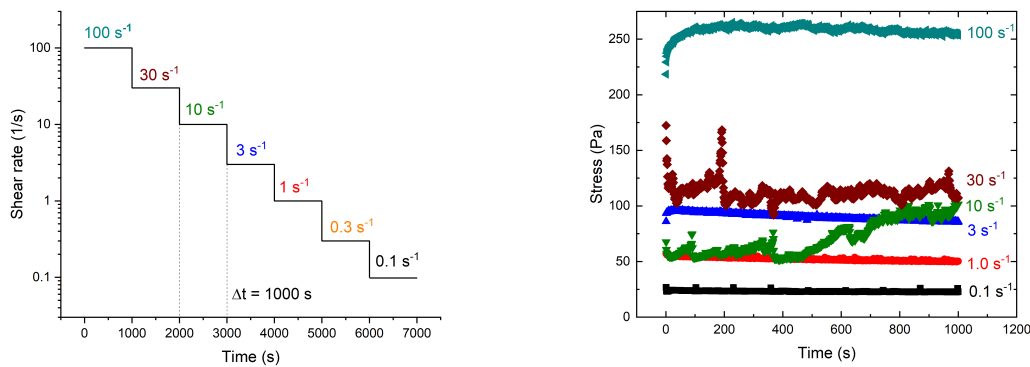 100 s⁻¹
30 s⁻¹
10 s⁻¹
3 s⁻¹
1 s⁻¹
0.3 s⁻¹
0.1 s⁻¹
Δt = 1000 s
100
10
1
0.1
Shear rate (1/s)
0 1000 2000 3000 4000 5000 6000 7000
Time (s)
100 s⁻¹
30 s⁻¹
10 s⁻¹
3 s⁻¹
1.0 s⁻¹
0.1 s⁻¹
250
200
150
100
50
0
Stress (Pa)
0 200 400 600 800 1000 1200
Time (s)